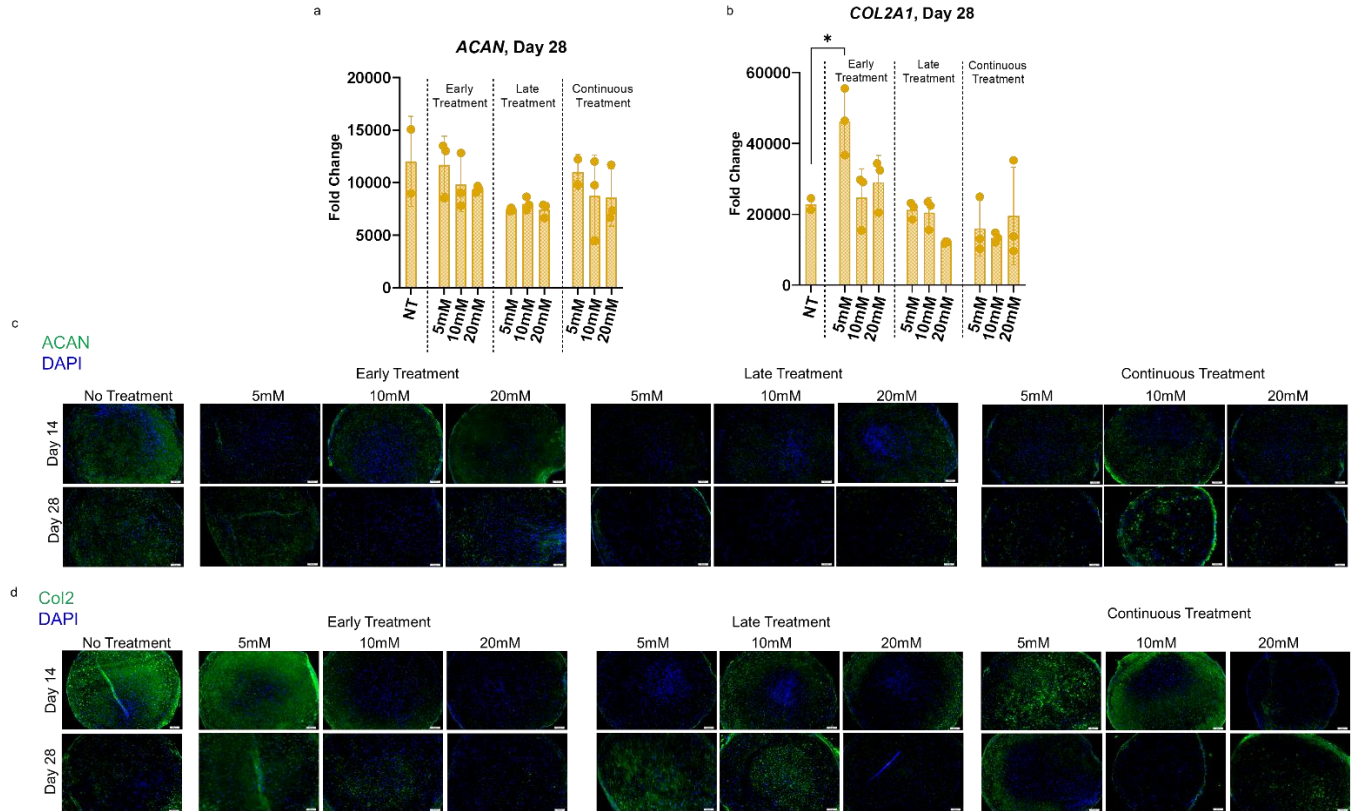 a
ACAN, Day 28
Fold Change
20000
15000
10000
5000
0
Early
Treatment
Late
Treatment
Continuous
Treatment
NT
5mM
10mM
20mM
5mM
10mM
20mM
5mM
10mM
20mM
b
COL2A1, Day 28
*
Fold Change
60000
40000
20000
0
Early
Treatment
Late
Treatment
Continuous
Treatment
NT
5mM
10mM
20mM
5mM
10mM
20mM
5mM
10mM
20mM
c
ACAN
DAPI
Early Treatment
Late Treatment
Continuous Treatment
No Treatment
5mM
10mM
20mM
5mM
10mM
20mM
5mM
10mM
20mM
Day 14
Day 28
d
Col2
DAPI
Early Treatment
Late Treatment
Continuous Treatment
No Treatment
5mM
10mM
20mM
5mM
10mM
20mM
5mM
10mM
20mM
Day 14
Day 28